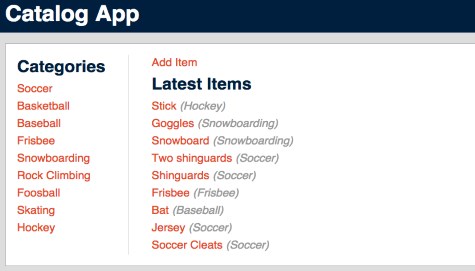 Catalog App
Categories
Soccer
Basketball
Baseball
Frisbee
Snowboarding
Rock Climbing
Foosball
Skating
Hockey
Add Item
Latest Items
Stick (Hockey)
Goggles (Snowboarding)
Snowboard (Snowboarding)
Two shinguards (Soccer)
Shinguards (Soccer)
Frisbee (Frisbee)
Bat (Baseball)
Jersey (Soccer)
Soccer Cleats (Soccer)